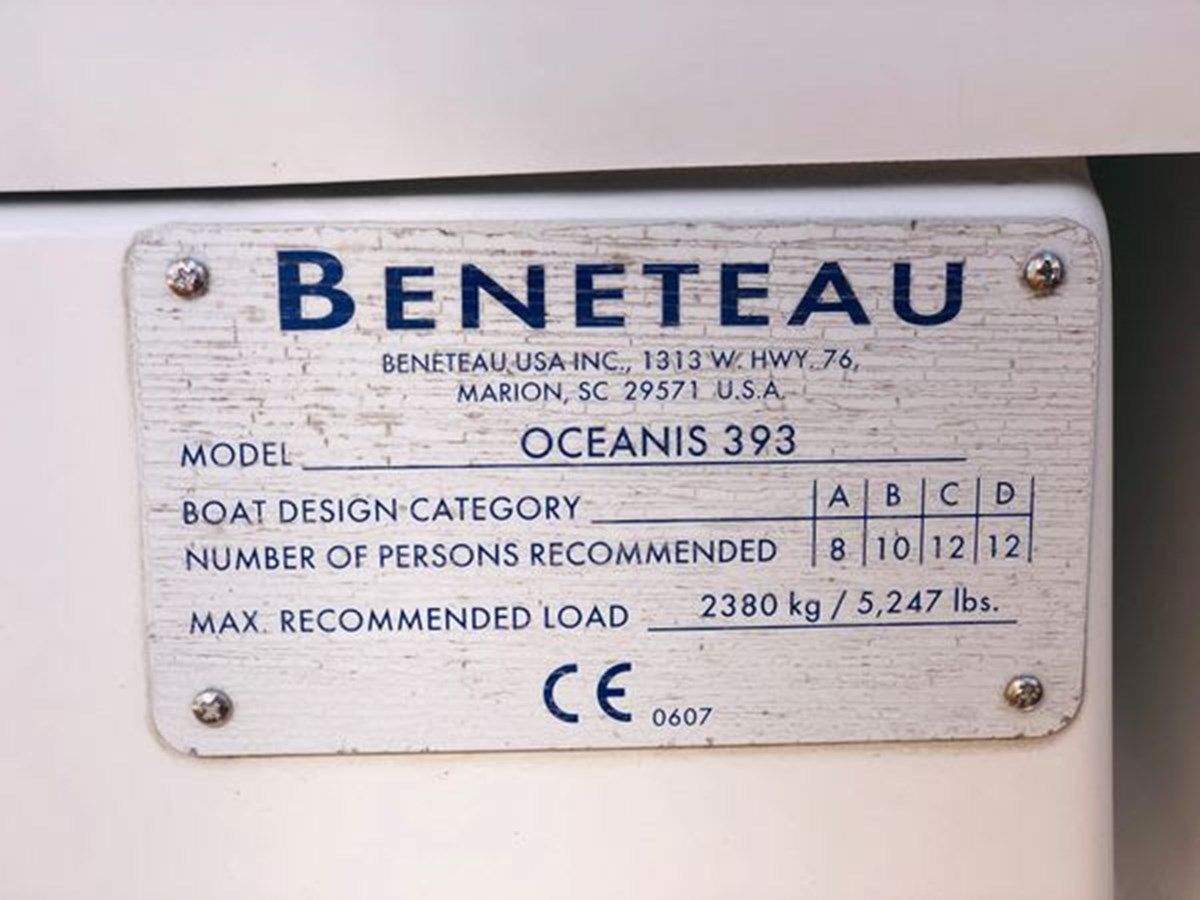 BENETEAU
BENETEAU USA INC., 1313 W. HWY. 76,
MARION, SC 29571 U.S.A.
MODEL OCEANIS 393
BOAT DESIGN CATEGORY A B C D
NUMBER OF PERSONS RECOMMENDED 8 10 12 12
MAX. RECOMMENDED LOAD 2380 kg / 5,247 lbs.
CE 0607